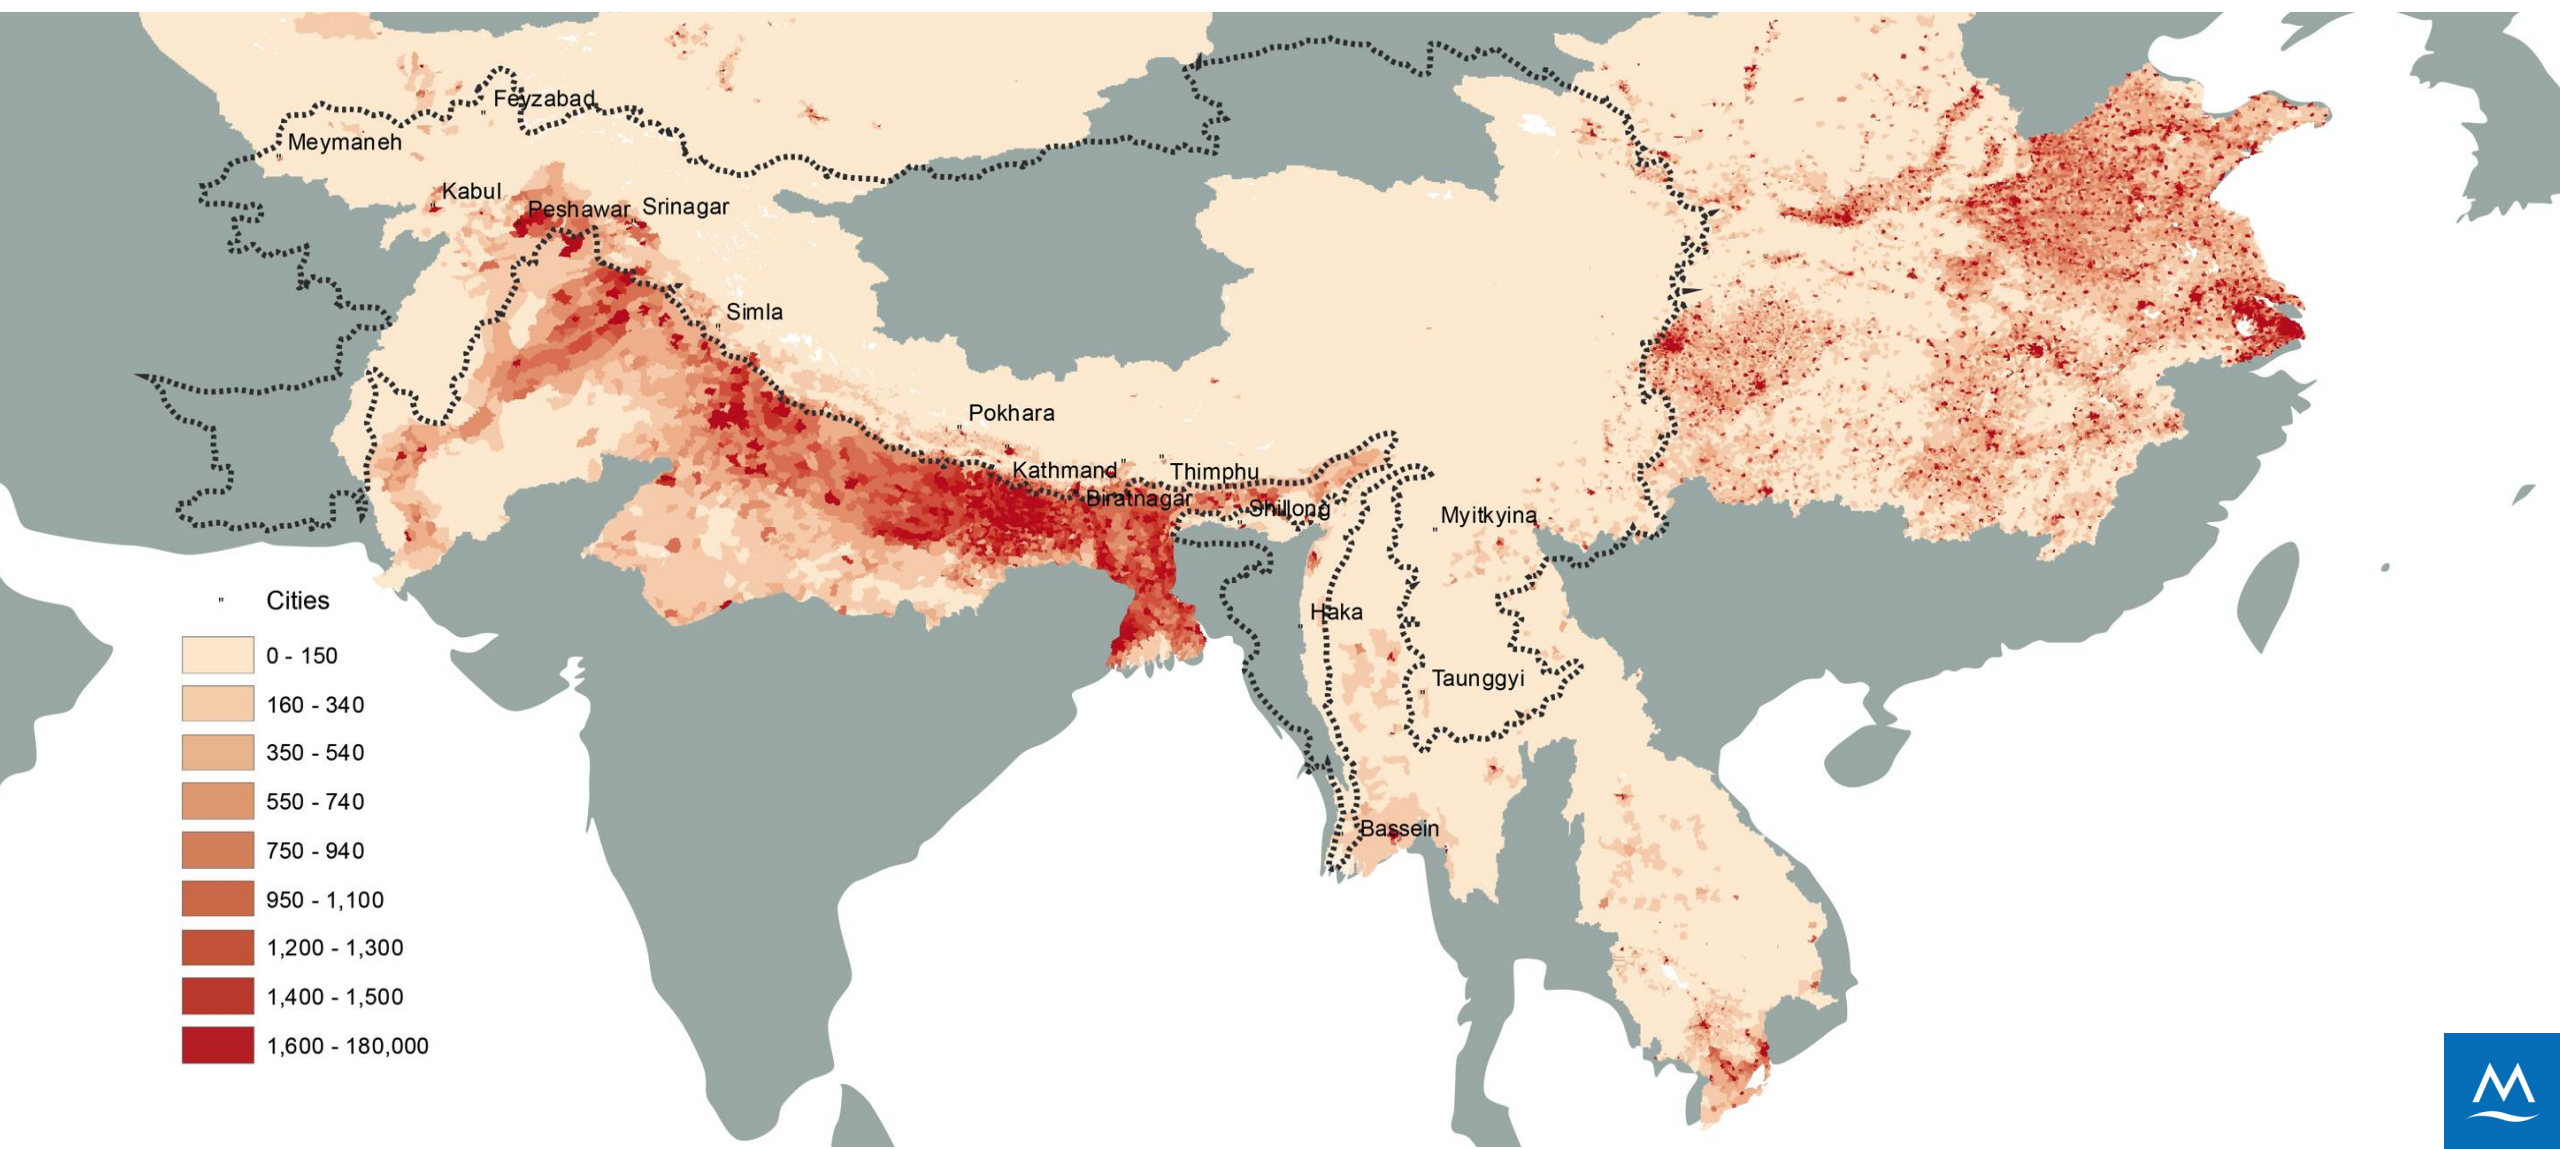 Feyzabad
Meymaneh
Kabul
Peshawar
Srinagar
Simla
Pokhara
Kathmand
Thimphu
Biratnagar
Shillong
Myitkyina
Haka
Taunggyi
Bassein
" Cities
0 - 150
160 - 340
350 - 540
550 - 740
750 - 940
950 - 1,100
1,200 - 1,300
1,400 - 1,500
1,600 - 180,000